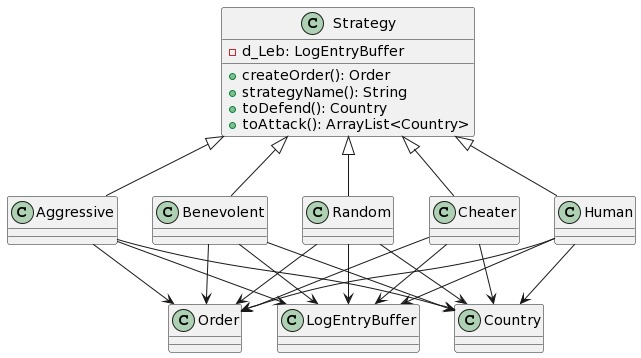 C Strategy
d_Leb: LogEntryBuffer
createOrder(): Order
strategyName(): String
toDefend(): Country
toAttack(): ArrayList<Country>
C Aggressive
C Benevolent
C Random
C Cheater
C Human
C Order
C LogEntryBuffer
C Country